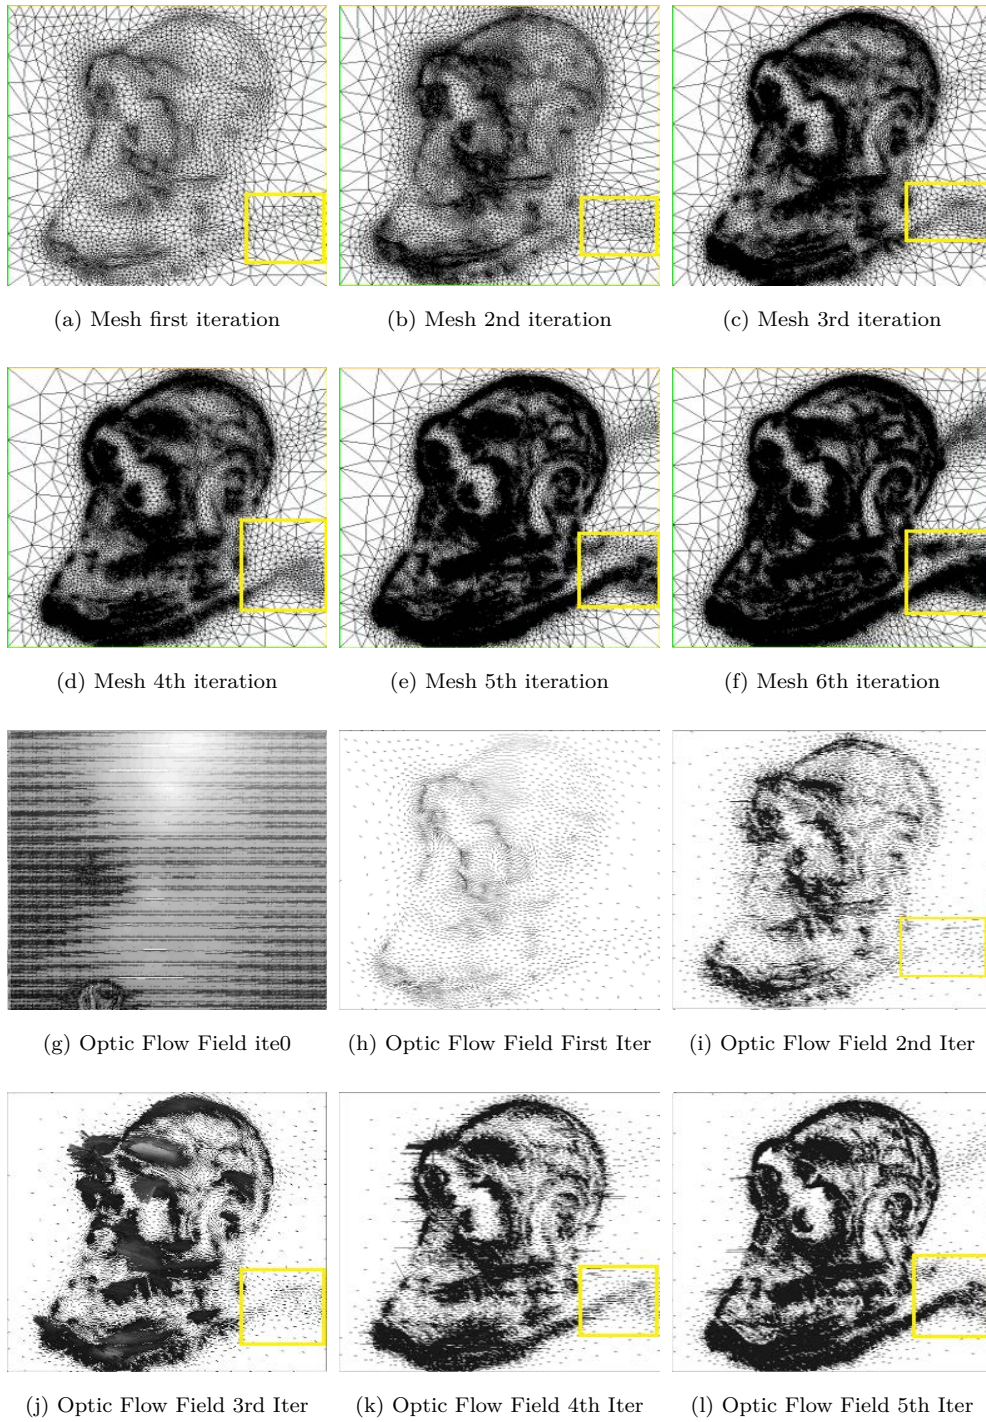 (a) Mesh first iteration
(b) Mesh 2nd iteration
(c) Mesh 3rd iteration
(d) Mesh 4th iteration
(e) Mesh 5th iteration
(f) Mesh 6th iteration
(g) Optic Flow Field ite0
(h) Optic Flow Field First Iter
(i) Optic Flow Field 2nd Iter
(j) Optic Flow Field 3rd Iter
(k) Optic Flow Field 4th Iter
(l) Optic Flow Field 5th Iter